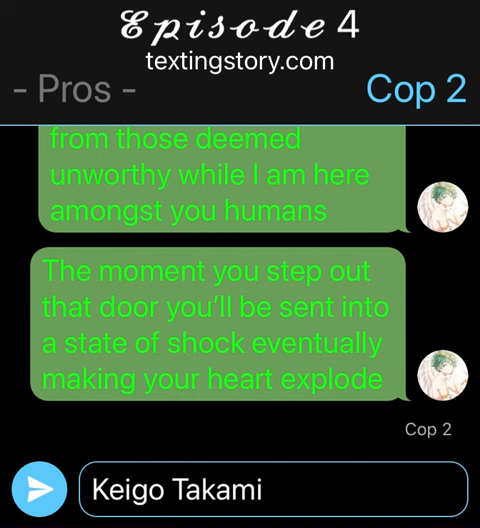 𝓔𝓹𝓲𝓼𝓸𝓭𝓮 4
textingstory.com
- Pros -
Cop 2
from those deemed
unworthy while I am here
amongst you humans
The moment you step out
that door you’ll be sent into
a state of shock eventually
making your heart explode
Cop 2
Keigo Takami